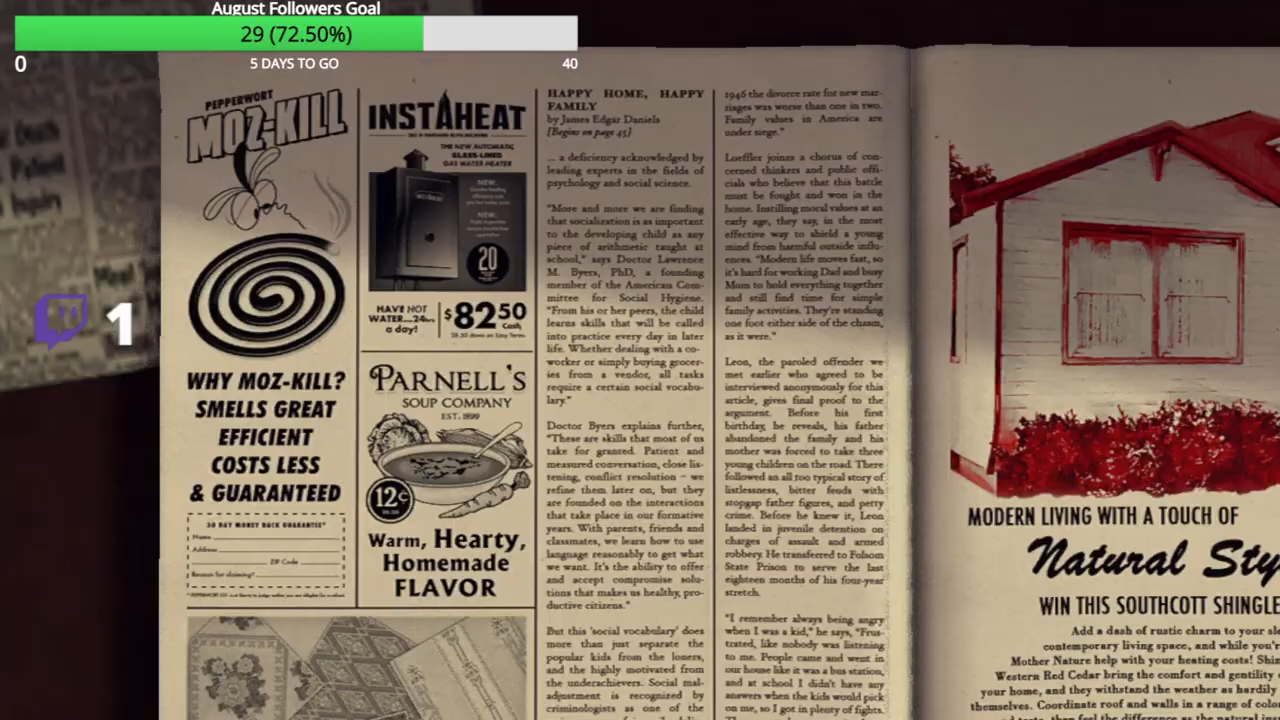 August Followers Goal
29 (72.50%)
0
5 DAYS TO GO
40
1
PEPPERWORT
MOZ-KILL
WHY MOZ-KILL?
SMELLS GREAT
EFFICIENT
COSTS LESS
& GUARANTEED
30 DAY MONEY BACK GUARANTEE*
Name
Address
ZIP Code
Reason for claiming?
INSTAHEAT
THE NEW AUTOMATIC
GLASS-LINED
GAS WATER HEATER
NEW:
NEW:
20
HAVE HOT
WATER...24hrs.
a day!
$82.50
Cash
PARNELL'S
SOUP COMPANY
EST. 1899
12¢
Warm, Hearty,
Homemade
FLAVOR
HAPPY HOME, HAPPY
FAMILY
by James Edgar Daniels
[Begins on page 45]
... a deficiency acknowledged by
leading experts in the fields of
psychology and social science.
"More and more we are finding
that socialization is as important
to the developing child as any
piece of arithmetic taught at
school," says Doctor Lawrence
M. Byers, PhD, a founding
member of the American Com-
mittee for Social Hygiene.
"From his or her peers, the child
learns skills that will be called
into practice every day in later
life. Whether dealing with a co-
worker or simply buying grocer-
ies from a vendor, all tasks
require a certain social vocabu-
lary."
Doctor Byers explains further,
"These are skills that most of us
take for granted. Patient and
measured conversation, close lis-
tening, conflict resolution – we
refine them later on, but they
are founded on the interactions
that take place in our formative
years. With parents, friends and
classmates, we learn how to use
language reasonably to get what
we want. It's the ability to offer
and accept compromise solu-
tions that makes us healthy, pro-
ductive citizens."
But this 'social vocabulary' does
more than just separate the
popular kids from the loners,
and the highly motivated from
the underachievers. Social mal-
adjustment is recognized by
criminologists as one of the
1946 the divorce rate for new mar-
riages was worse than one in two.
Family values in America are
under siege."
Loeffler joins a chorus of con-
cerned thinkers and public offi-
cials who believe that this battle
must be fought and won in the
home. Instilling moral values at an
early age, they say, in the most
effective way to shield a young
mind from harmful outside influ-
ences. "Modern life moves fast, so
it's hard for working Dad and busy
Mom to hold everything together
and still find time for simple
family activities. They're standing
one foot either side of the chasm,
as it were."
Leon, the paroled offender we
met earlier who agreed to be
interviewed anonymously for this
article, gives final proof to the
argument. Before his first
birthday, he reveals, his father
abandoned the family and his
mother was forced to take three
young children on the road. There
followed an all too typical story of
listlessness, bitter feuds with
stopgap father figures, and petty
crime. Before he knew it, Leon
landed in juvenile detention on
charges of assault and armed
robbery. He transferred to Folsom
State Prison to serve the last
eighteen months of his four-year
stretch.
"I remember always being angry
when I was a kid," he says, "Frus-
trated, like nobody was listening
to me. People came and went in
our house like it was a bus station,
and at school I didn't have any
answers when the kids would pick
on me, so I got in plenty of fights.
MODERN LIVING WITH A TOUCH OF
Natural Sty
WIN THIS SOUTHCOTT SHINGLE
Add a dash of rustic charm to your
contemporary living space, and while you're
Mother Nature help with your heating costs!
Western Red Cedar bring the comfort and gentility
your home, and they withstand the weather as hardily
themselves. Coordinate roof and walls in a range of